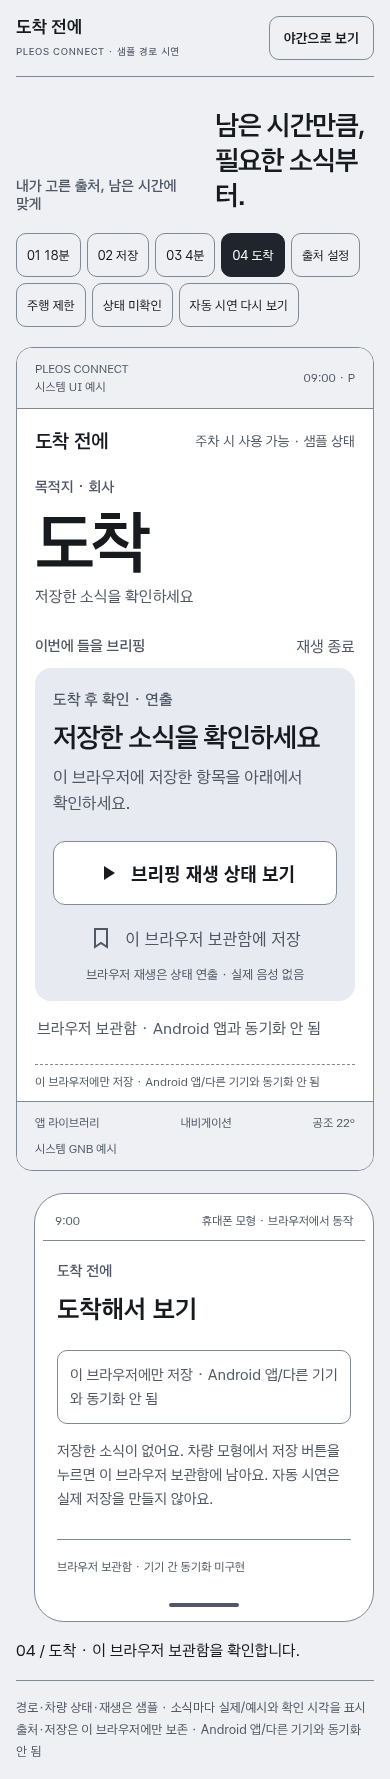 도착 전에
PLEOS CONNECT · 샘플 경로 시연
야간으로 보기
내가 고른 출처, 남은 시간에
맞게
남은 시간만큼,
필요한 소식부
터.
01 18분
02 저장
03 4분
04 도착
출처 설정
주행 제한
상태 미확인
자동 시연 다시 보기
PLEOS CONNECT
시스템 UI 예시
09:00 · P
도착 전에
주차 시 사용 가능 · 샘플 상태
목적지 · 회사
도착
저장한 소식을 확인하세요
이번에 들을 브리핑
재생 종료
도착 후 확인 · 연출
저장한 소식을 확인하세요
이 브라우저에 저장한 항목을 아래에서
확인하세요.
브리핑 재생 상태 보기
이 브라우저 보관함에 저장
브라우저 재생은 상태 연출 · 실제 음성 없음
브라우저 보관함 · Android 앱과 동기화 안 됨
이 브라우저에만 저장 · Android 앱/다른 기기와 동기화 안 됨
앱 라이브러리
내비게이션
공조 22°
시스템 GNB 예시
9:00
휴대폰 모형 · 브라우저에서 동작
도착 전에
도착해서 보기
이 브라우저에만 저장 · Android 앱/다른 기기
와 동기화 안 됨
저장한 소식이 없어요. 차량 모형에서 저장 버튼을
누르면 이 브라우저 보관함에 남아요. 자동 시연은
실제 저장을 만들지 않아요.
브라우저 보관함 · 기기 간 동기화 미구현
04 / 도착 · 이 브라우저 보관함을 확인합니다.
경로·차량 상태·재생은 샘플 · 소식마다 실제/예시와 확인 시각을 표시
출처·저장은 이 브라우저에만 보존 · Android 앱/다른 기기와 동기화
안 됨